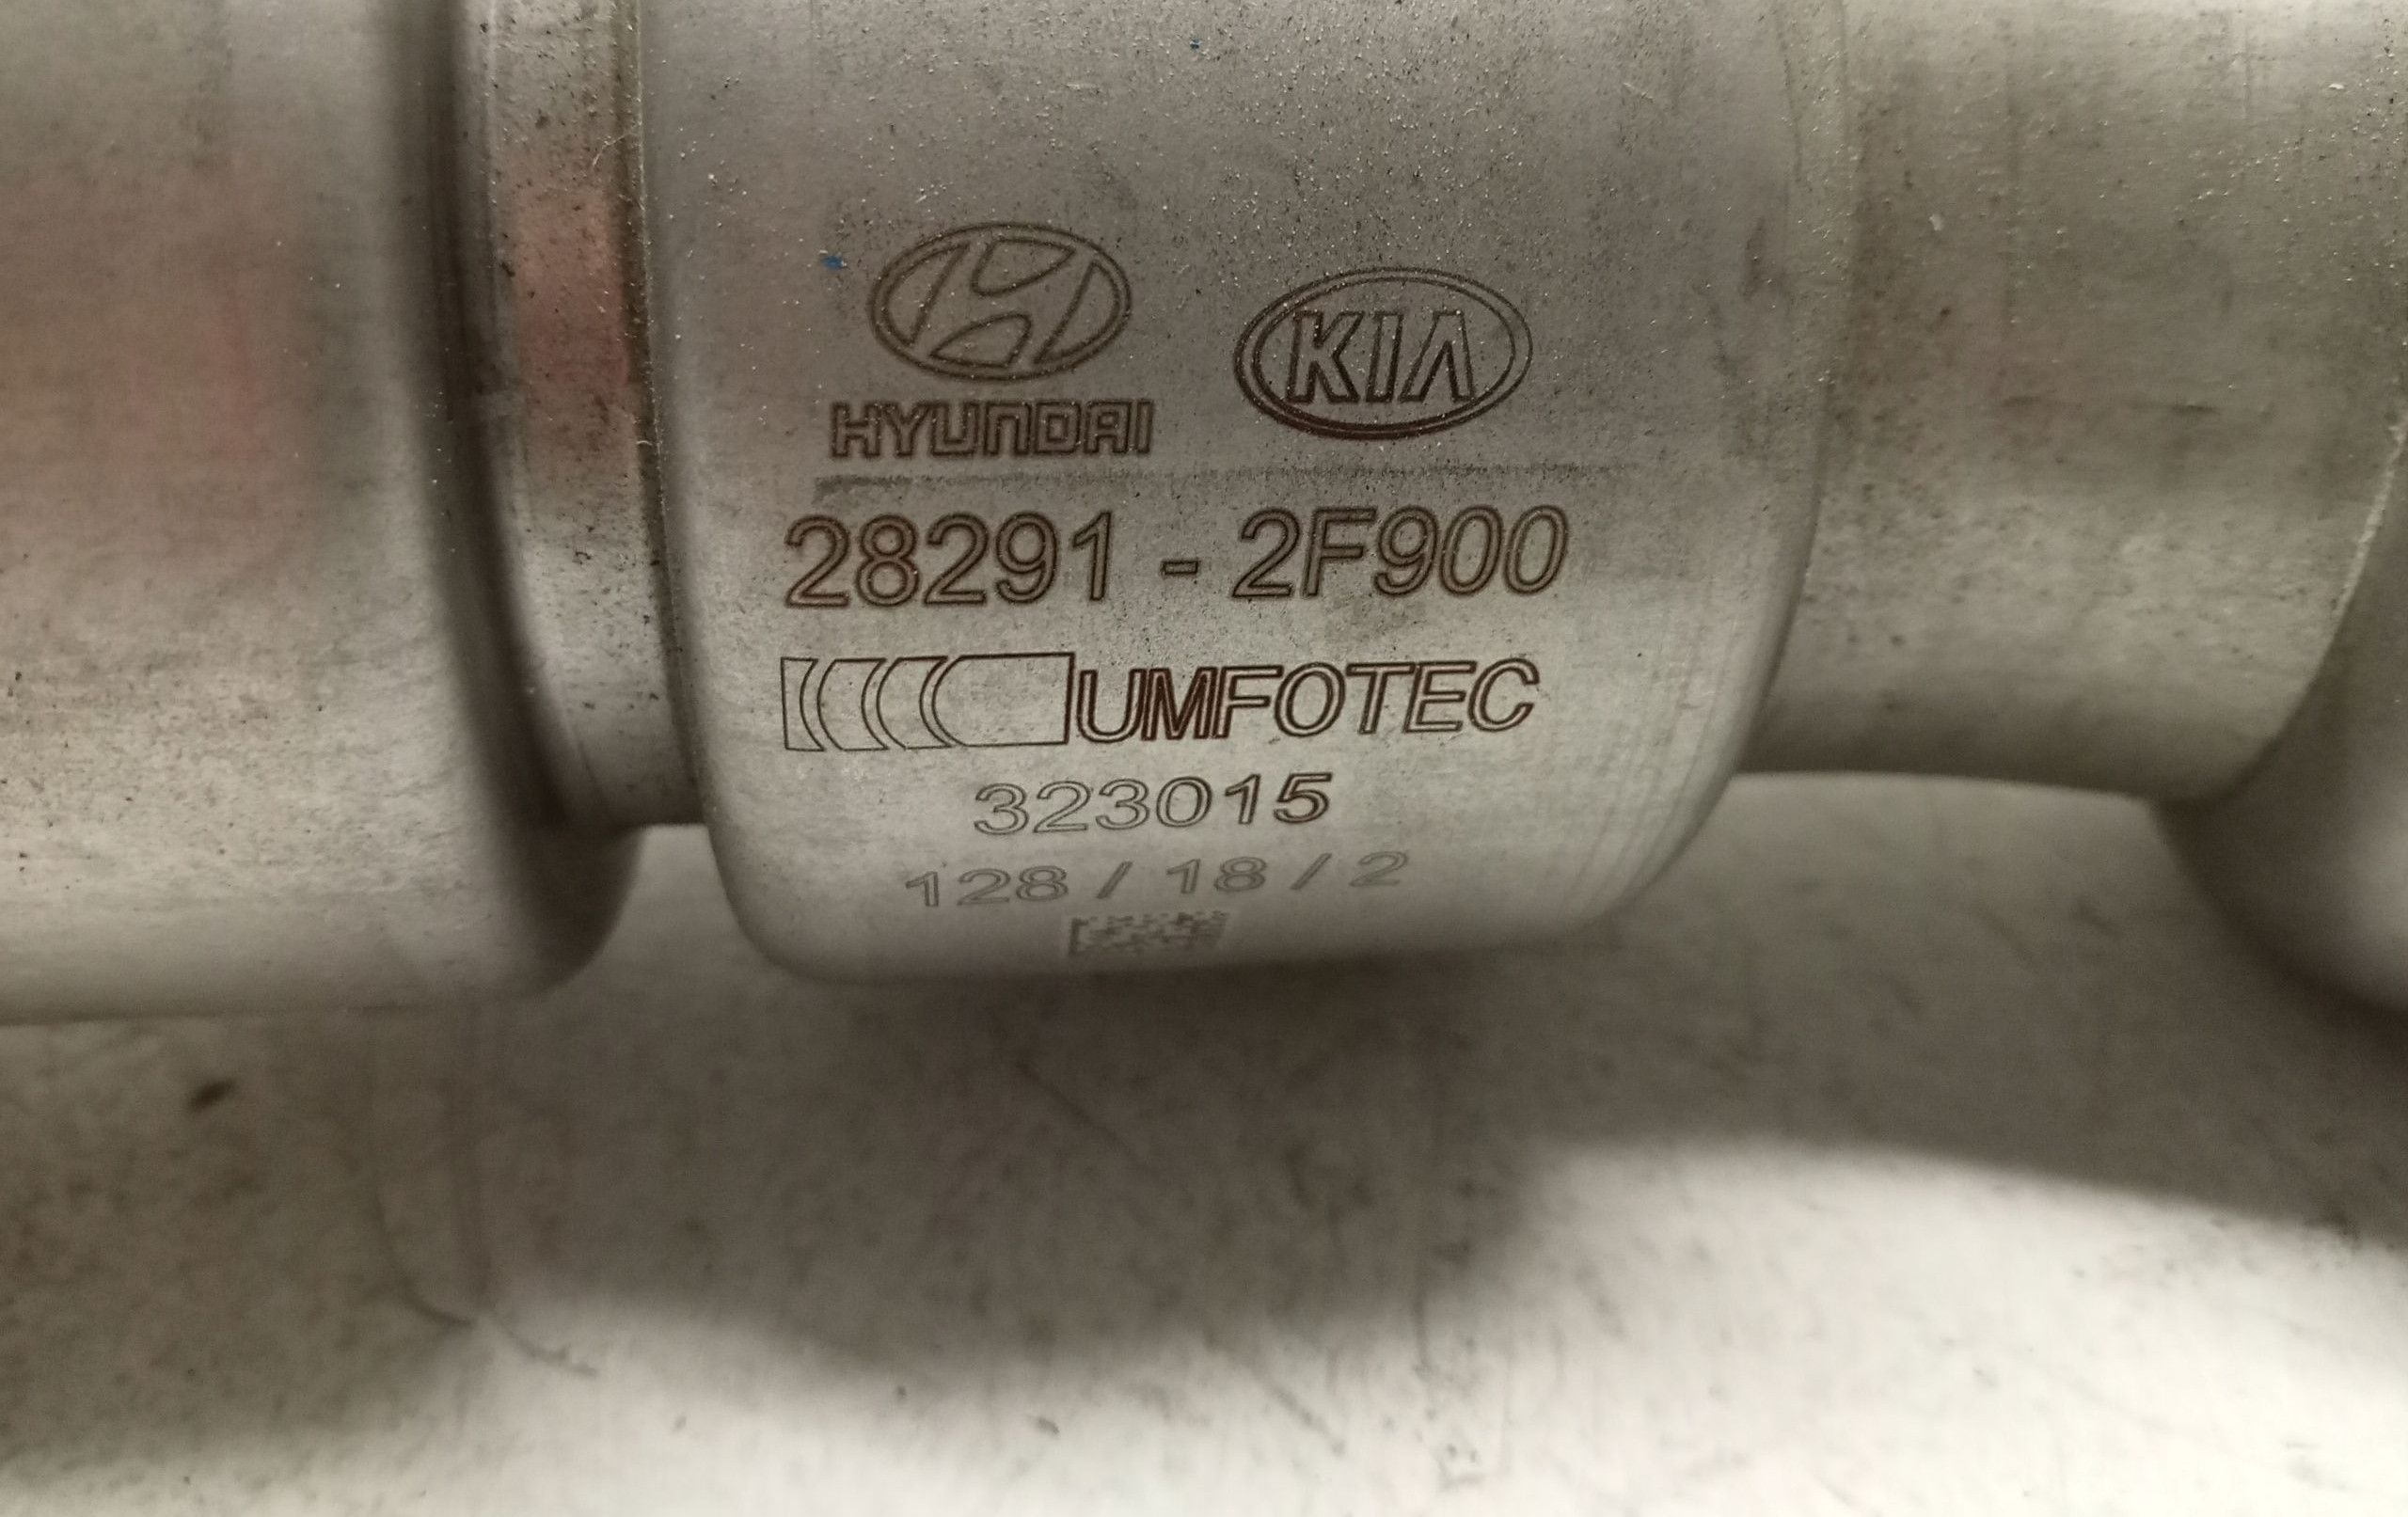 HYUNDAI KIA
28291 - 2F900
UMFOTEC
323015
128 / 18 / 2